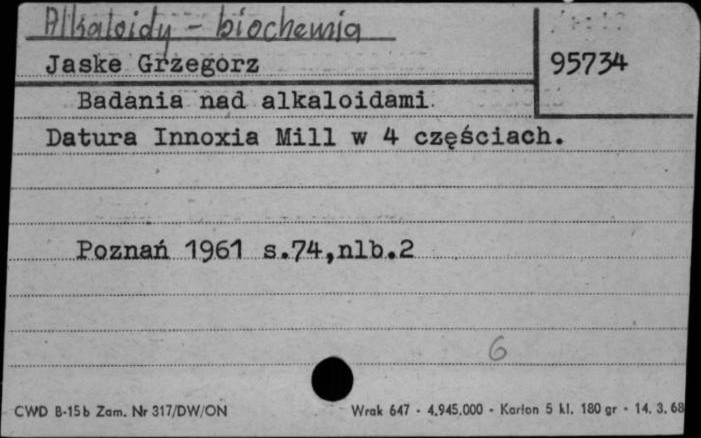 Alkaloidy - biochemia
Jaske Grzegorz
95734
Badania nad alkaloidami.
Datura Innoxia Mill w 4 częściach.
Poznań 1961 s.74,nlb.2
6
CWD B-15b Zam. Nr 317/DW/ON
Wrak 647 - 4.945.000 - Karton 5 kl. 180 gr - 14. 3. 68